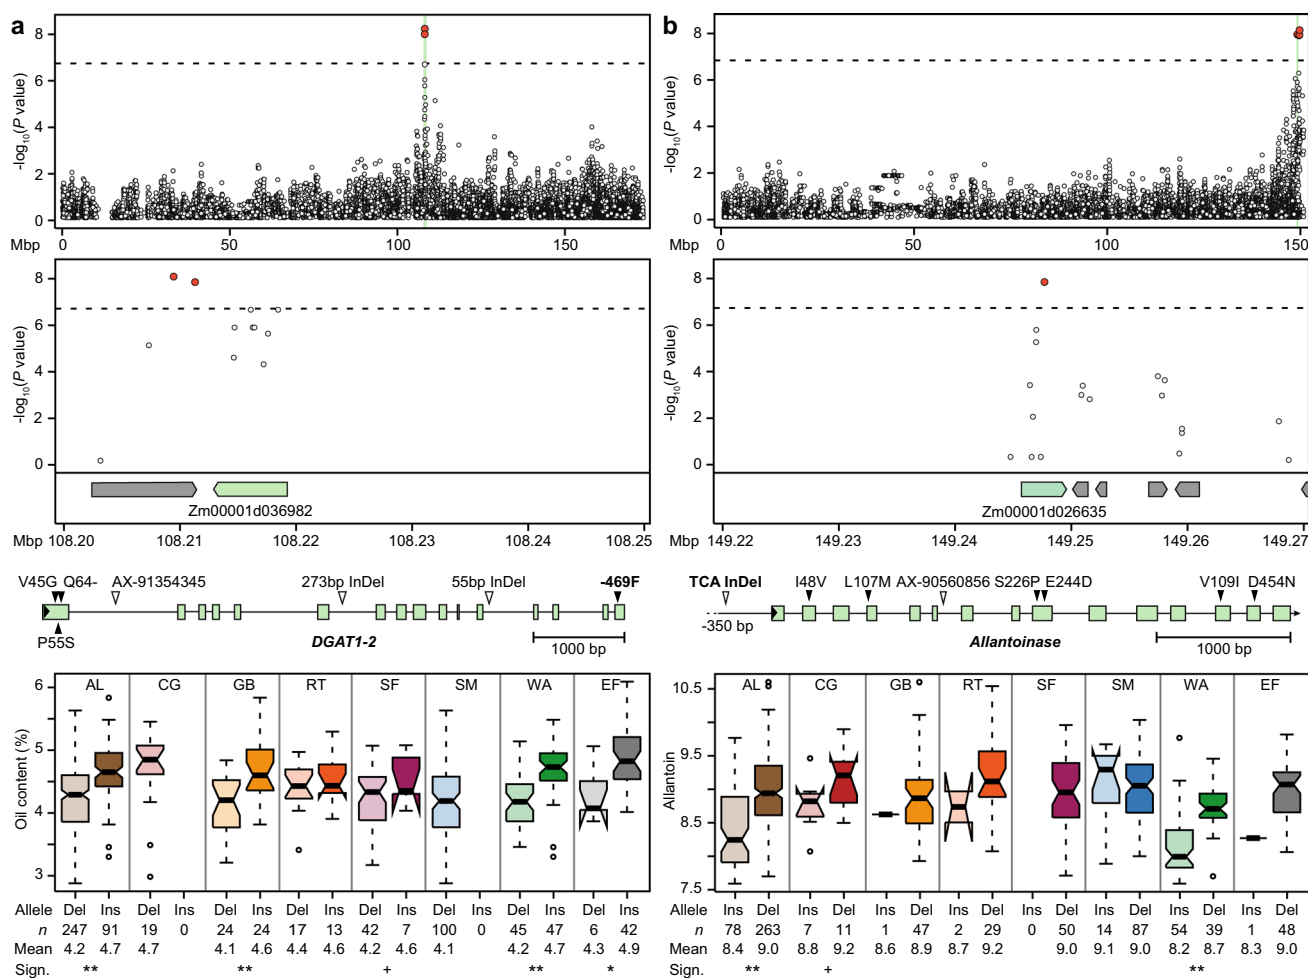 a
b
8
6
4
2
0
-log10(P value)
Mbp 0 50 100 150
8
6
4
2
0
-log10(P value)
Mbp 0 50 100 150
8
6
4
2
0
-log10(P value)
Zm00001d036982
Mbp 108.20 108.21 108.22 108.23 108.24 108.25
8
6
4
2
0
-log10(P value)
Zm00001d026635
Mbp 149.22 149.23 149.24 149.25 149.26 149.27
V45G Q64- AX-91354345 273bp InDel 55bp InDel -469F
P55S DGAT1-2 1000 bp
TCA InDel I48V L107M AX-90560856 S226P E244D V109I D454N
-350 bp Allantoinase 1000 bp
AL CG GB RT SF SM WA EF
6
5
4
3
Oil content (%)
Allele Del Ins Del Ins Del Ins Del Ins Del Ins Del Ins Del Ins Del Ins
n 247 91 19 0 24 24 17 13 42 7 100 0 45 47 6 42
Mean 4.2 4.7 4.7 4.1 4.6 4.4 4.6 4.2 4.6 4.1 4.2 4.7 4.3 4.9
Sign. ** ** + ** *
AL CG GB RT SF SM WA EF
10.5
9.5
8.5
7.5
Allantoin
Allele Ins Del Ins Del Ins Del Ins Del Ins Del Ins Del Ins Del Ins Del
n 78 263 7 11 1 47 2 29 0 50 14 87 54 39 1 48
Mean 8.4 9.0 8.8 9.2 8.6 8.9 8.7 9.2 9.0 9.1 9.0 8.2 8.7 8.3 9.0
Sign. ** + **